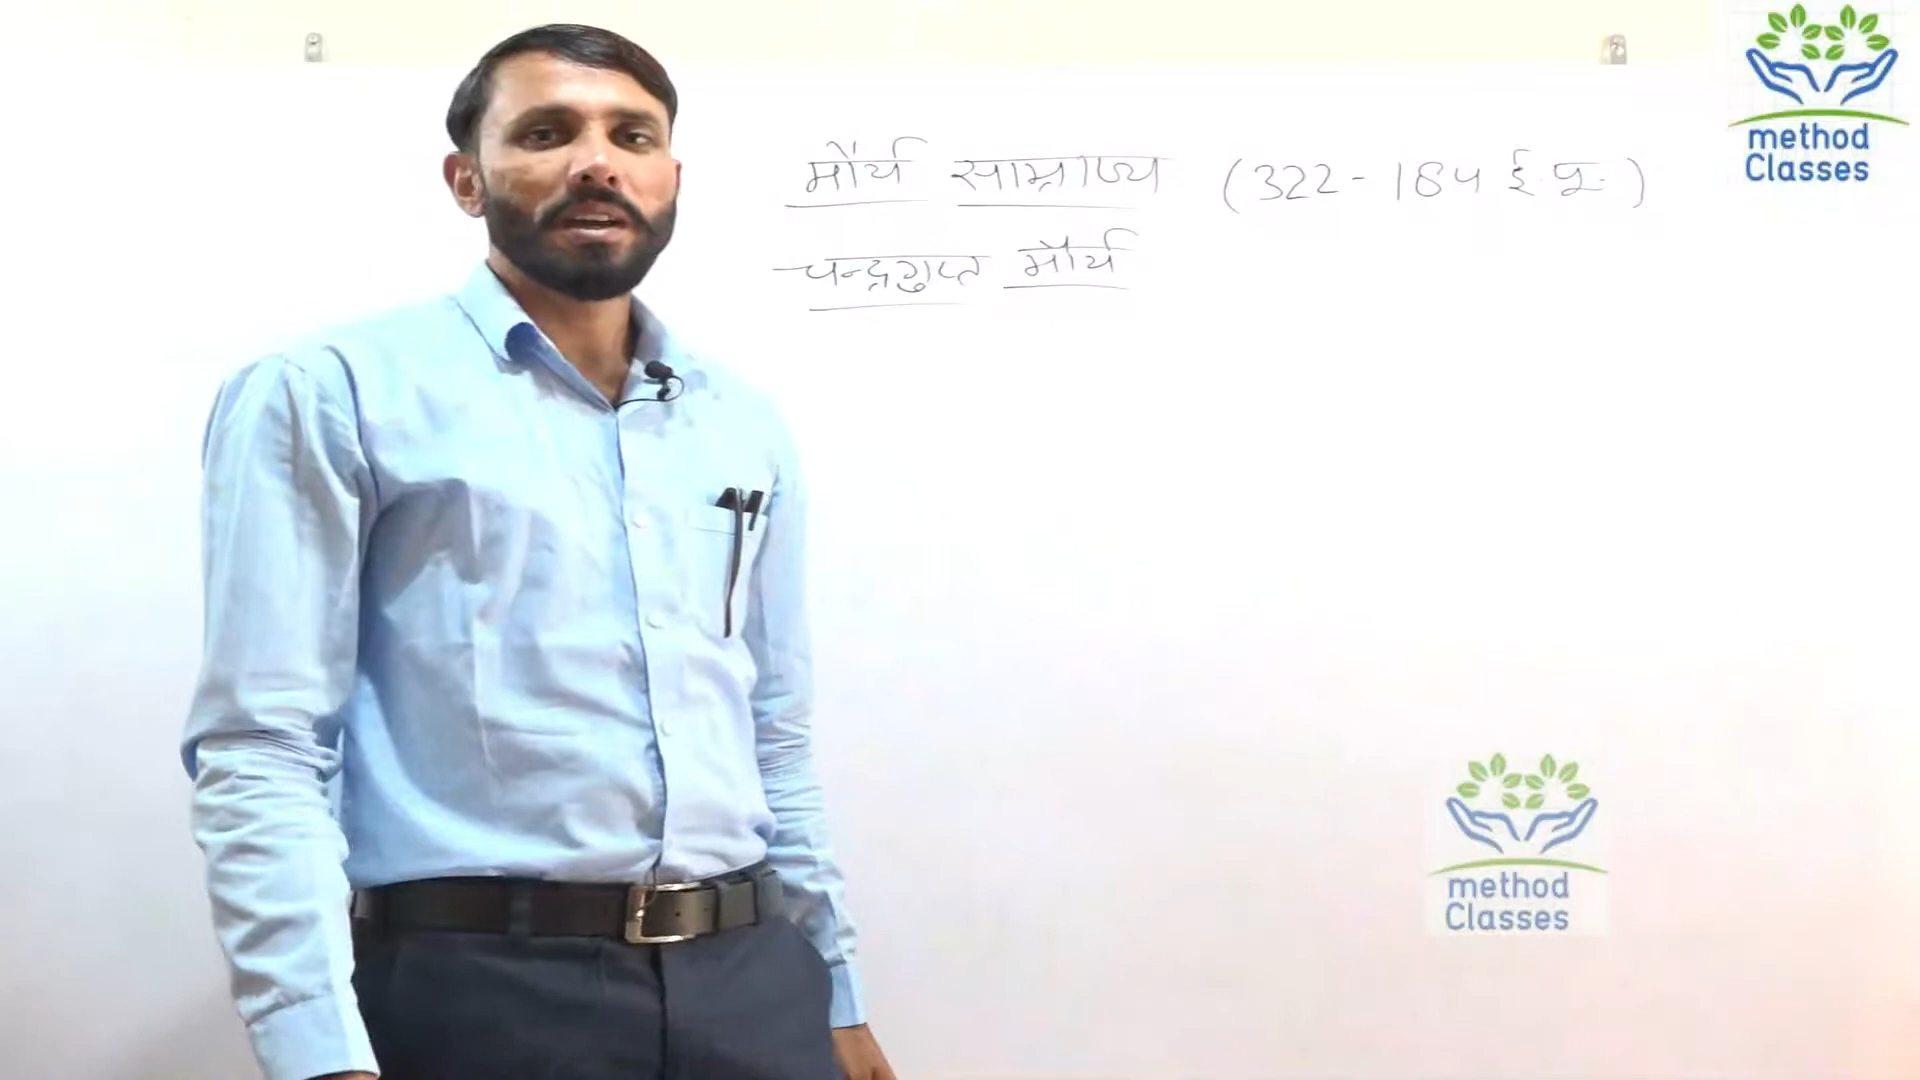 मौर्य साम्राज्य (322-184 ई.पू.)
चन्द्रगुप्त मौर्य
method
Classes
method
Classes